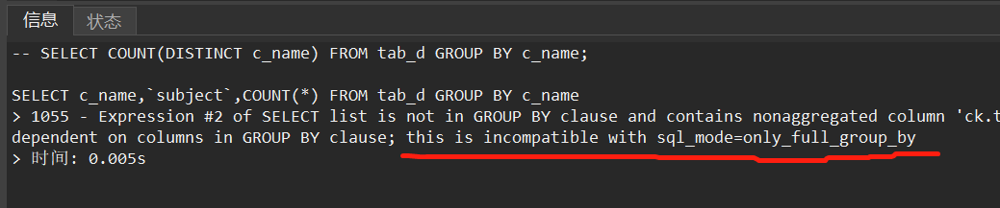 信息 状态
-- SELECT COUNT(DISTINCT c_name) FROM tab_d GROUP BY c_name;
SELECT c_name,`subject`,COUNT(*) FROM tab_d GROUP BY c_name
> 1055 - Expression #2 of SELECT list is not in GROUP BY clause and contains nonaggregated column 'ck.t
dependent on columns in GROUP BY clause; this is incompatible with sql_mode=only_full_group_by
> 时间: 0.005s